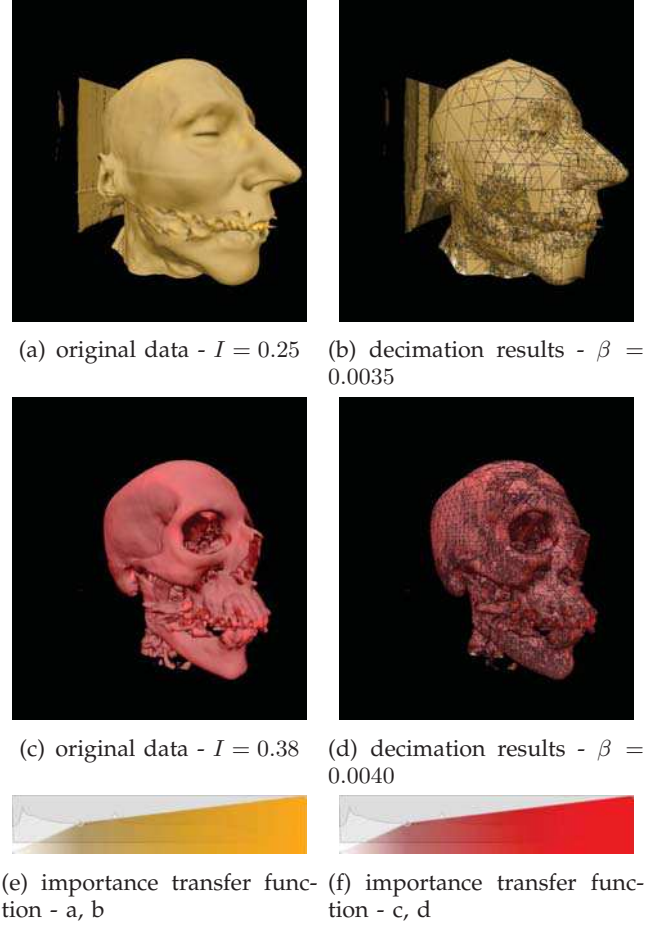 (a) original data - I = 0.25
(b) decimation results - β =
0.0035
(c) original data - I = 0.38
(d) decimation results - β =
0.0040
(e) importance transfer func-
tion - a, b
(f) importance transfer func-
tion - c, d